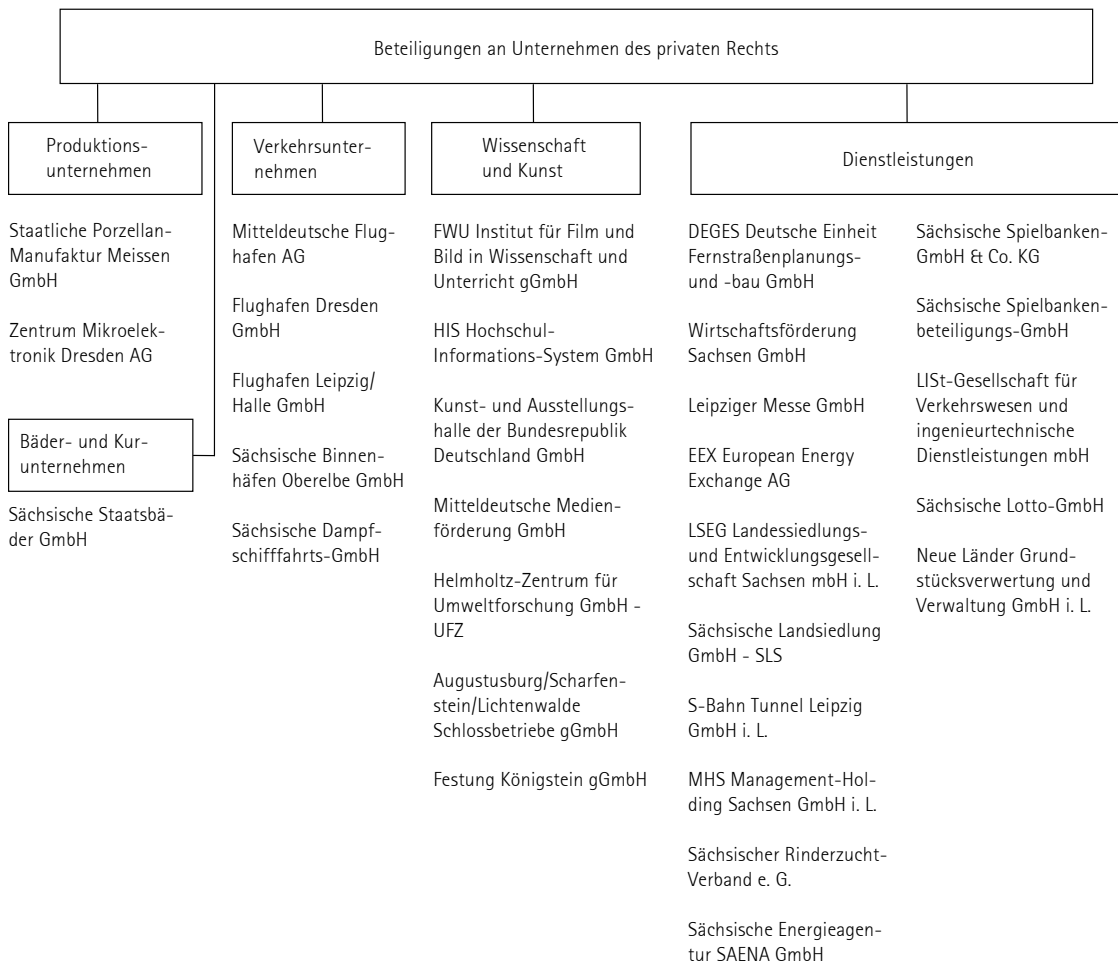 Beteiligungen an Unternehmen des privaten Rechts
Produktions-
unternehmen
Staatliche Porzellan-
Manufaktur Meissen
GmbH
Zentrum Mikroelek-
tronik Dresden AG
Bäder- und Kur-
unternehmen
Sächsische Staatsbä-
der GmbH
Verkehrsunter-
nehmen
Mitteldeutsche Flug-
hafen AG
Flughafen Dresden
GmbH
Flughafen Leipzig/
Halle GmbH
Sächsische Binnen-
häfen Oberelbe GmbH
Sächsische Dampf-
schifffahrts-GmbH
Wissenschaft
und Kunst
FWU Institut für Film und
Bild in Wissenschaft und
Unterricht gGmbH
HIS Hochschul-
Informations-System GmbH
Kunst- und Ausstellungs-
halle der Bundesrepublik
Deutschland GmbH
Mitteldeutsche Medien-
förderung GmbH
Helmholtz-Zentrum für
Umweltforschung GmbH -
UFZ
Augustusburg/Scharfen-
stein/Lichtenwalde
Schlossbetriebe gGmbH
Festung Königstein gGmbH
Dienstleistungen
DEGES Deutsche Einheit
Fernstraßenplanungs-
und -bau GmbH
Wirtschaftsförderung
Sachsen GmbH
Leipziger Messe GmbH
EEX European Energy
Exchange AG
LSEG Landessiedlungs-
und Entwicklungsgesell-
schaft Sachsen mbH i. L.
Sächsische Landsiedlung
GmbH - SLS
S-Bahn Tunnel Leipzig
GmbH i. L.
MHS Management-Hol-
ding Sachsen GmbH i. L.
Sächsischer Rinderzucht-
Verband e. G.
Sächsische Energieagen-
tur SAENA GmbH
Sächsische Spielbanken-
GmbH & Co. KG
Sächsische Spielbanken-
beteiligungs-GmbH
LISt-Gesellschaft für
Verkehrswesen und
ingenieurtechnische
Dienstleistungen mbH
Sächsische Lotto-GmbH
Neue Länder Grund-
stücksverwertung und
Verwaltung GmbH i. L.